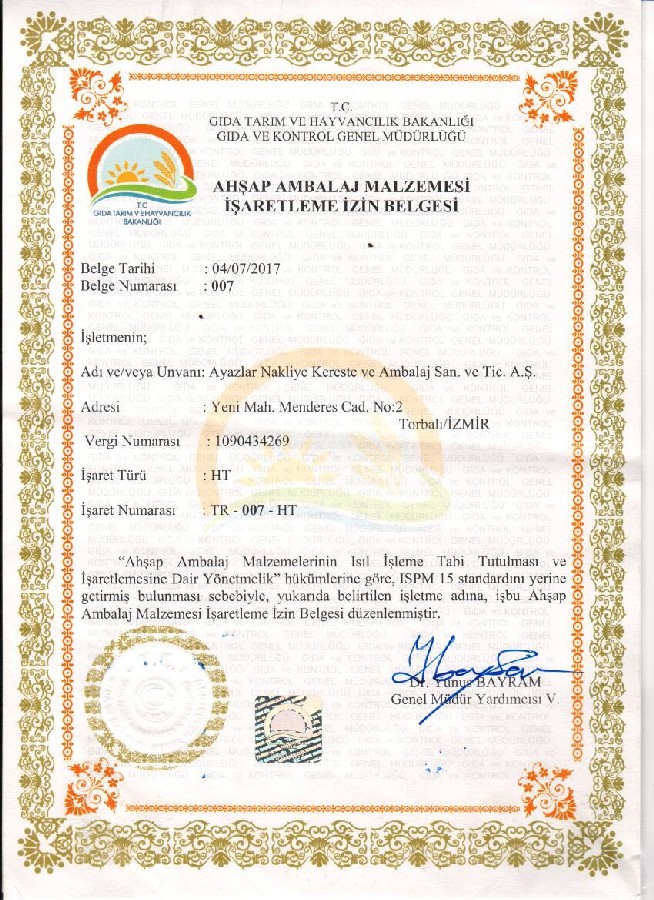 T.C.
GIDA TARIM VE HAYVANCILIK BAKANLIĞI
GIDA VE KONTROL GENEL MÜDÜRLÜĞÜ
T.C
GIDA TARIM VE HAYVANCILIK
BAKANLIĞI
AHŞAP AMBALAJ MALZEMESİ
İŞARETLEME İZİN BELGESİ
Belge Tarihi : 04/07/2017
Belge Numarası : 007
İşletmenin;
Adı ve/veya Unvanı: Ayazlar Nakliye Kereste ve Ambalaj San. ve Tic. A.Ş.
Adresi : Yeni Mah. Menderes Cad. No:2
Torbalı/İZMİR
Vergi Numarası : 1090434269
İşaret Türü : HT
İşaret Numarası : TR - 007 - HT
“Ahşap Ambalaj Malzemelerinin Isıl İşleme Tabi Tutulması ve
İşaretlemesine Dair Yönetmelik” hükümlerine göre, ISPM 15 standardını yerine
getirmiş bulunması sebebiyle, yukarıda belirtilen işletme adına, işbu Ahşap
Ambalaj Malzemesi İşaretleme İzin Belgesi düzenlenmiştir.
Dr. Yunus BAYRAM
Genel Müdür Yardımcısı V.